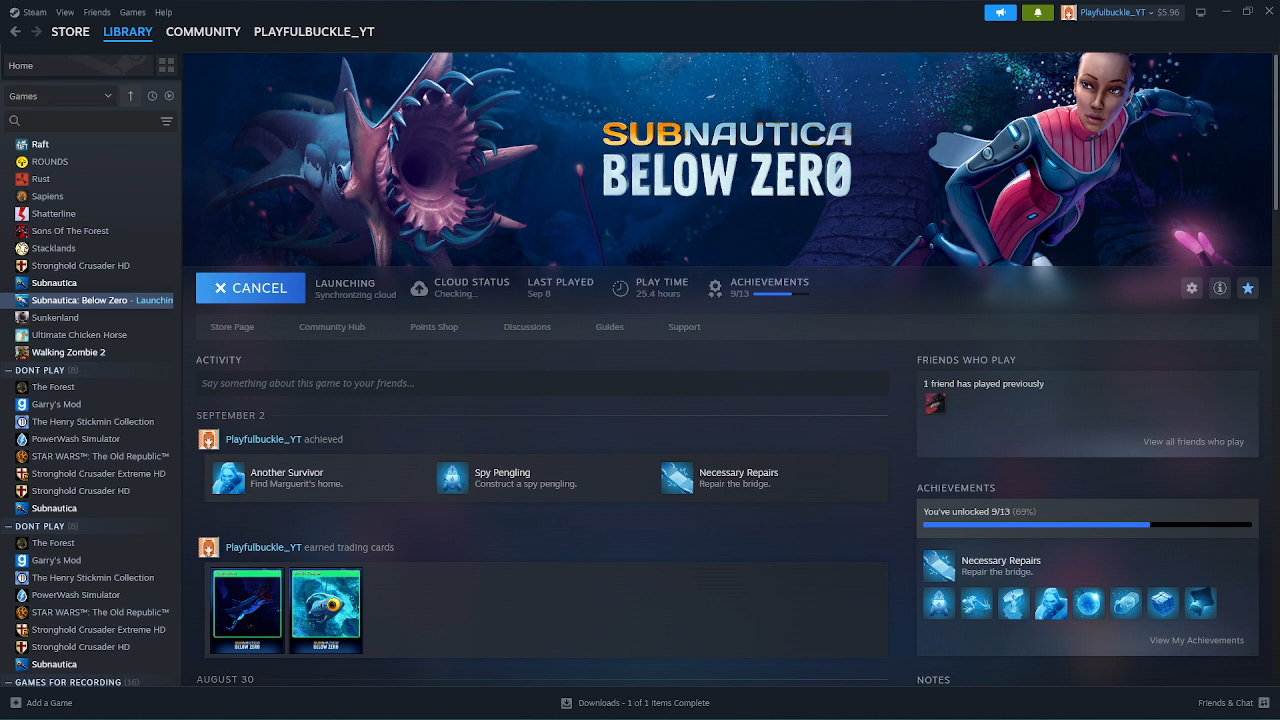 Steam View Friends Games Help
Playfulbuckle_YT $5.96
STORE LIBRARY COMMUNITY PLAYFULBUCKLE_YT
Home
Games
Raft
ROUNDS
Rust
Sapiens
Shatterline
Sons Of The Forest
Stacklands
Stronghold Crusader HD
Subnautica
Subnautica: Below Zero - Launchin
Sunkenland
Ultimate Chicken Horse
Walking Zombie 2
— DONT PLAY (8)
The Forest
Garry's Mod
The Henry Stickmin Collection
PowerWash Simulator
STAR WARS™: The Old Republic™
Stronghold Crusader Extreme HD
Stronghold Crusader HD
Subnautica
— DONT PLAY (8)
The Forest
Garry's Mod
The Henry Stickmin Collection
PowerWash Simulator
STAR WARS™: The Old Republic™
Stronghold Crusader Extreme HD
Stronghold Crusader HD
Subnautica
— GAMES FOR RECORDING (16)
SUBNAUTICA
BELOW ZERO
CANCEL
LAUNCHING
Synchronizing cloud
CLOUD STATUS
Checking...
LAST PLAYED
Sep 8
PLAY TIME
25.4 hours
ACHIEVEMENTS
9/13
Store Page Community Hub Points Shop Discussions Guides Support
ACTIVITY
Say something about this game to your friends...
SEPTEMBER 2
Playfulbuckle_YT achieved
Another Survivor
Find Marguerit's home.
Spy Pengling
Construct a spy pengling.
Necessary Repairs
Repair the bridge.
Playfulbuckle_YT earned trading cards
SUBNAUTICA
BELOW ZERO
SUBNAUTICA
BELOW ZERO
AUGUST 30
FRIENDS WHO PLAY
1 friend has played previously
View all friends who play
ACHIEVEMENTS
You've unlocked 9/13 (69%)
Necessary Repairs
Repair the bridge.
View My Achievements
NOTES
Add a Game
Downloads - 1 of 1 Items Complete
Friends & Chat